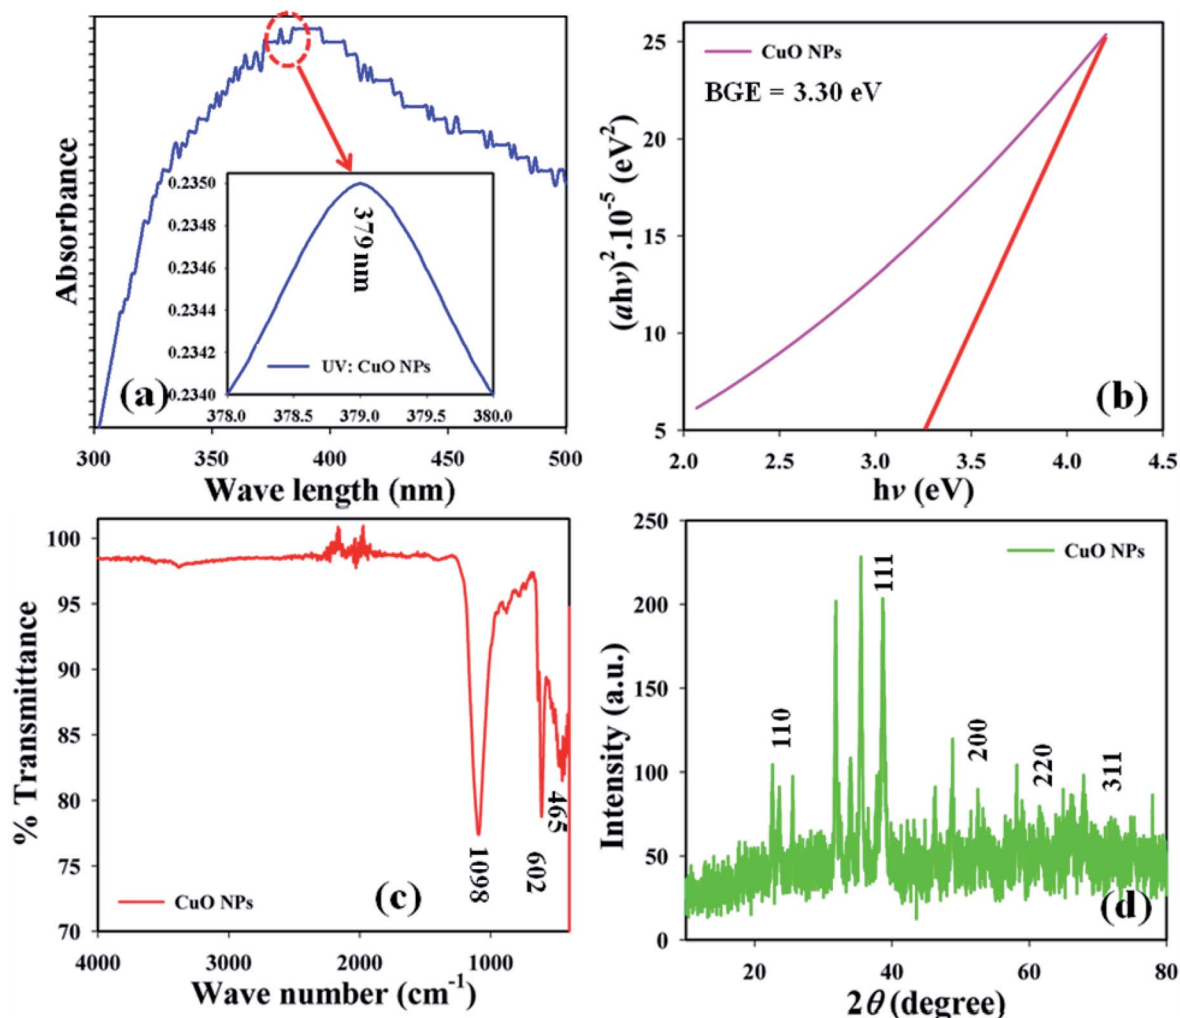 Absorbance
0.2350
0.2348
0.2346
0.2344
0.2342
0.2340
379 nm
UV: CuO NPs
378.0 378.5 379.0 379.5 380.0
(a)
300 350 400 450 500
Wave length (nm)
(ahν)².10⁻⁵ (eV²)
25
20
15
10
5
CuO NPs
BGE = 3.30 eV
(b)
2.0 2.5 3.0 3.5 4.0 4.5
hν (eV)
% Transmittance
100
95
90
85
80
75
70
1098
602
465
CuO NPs
(c)
4000 3000 2000 1000
Wave number (cm⁻¹)
Intensity (a.u.)
250
200
150
100
50
0
CuO NPs
110
111
200
220
311
(d)
20 40 60 80
2θ (degree)